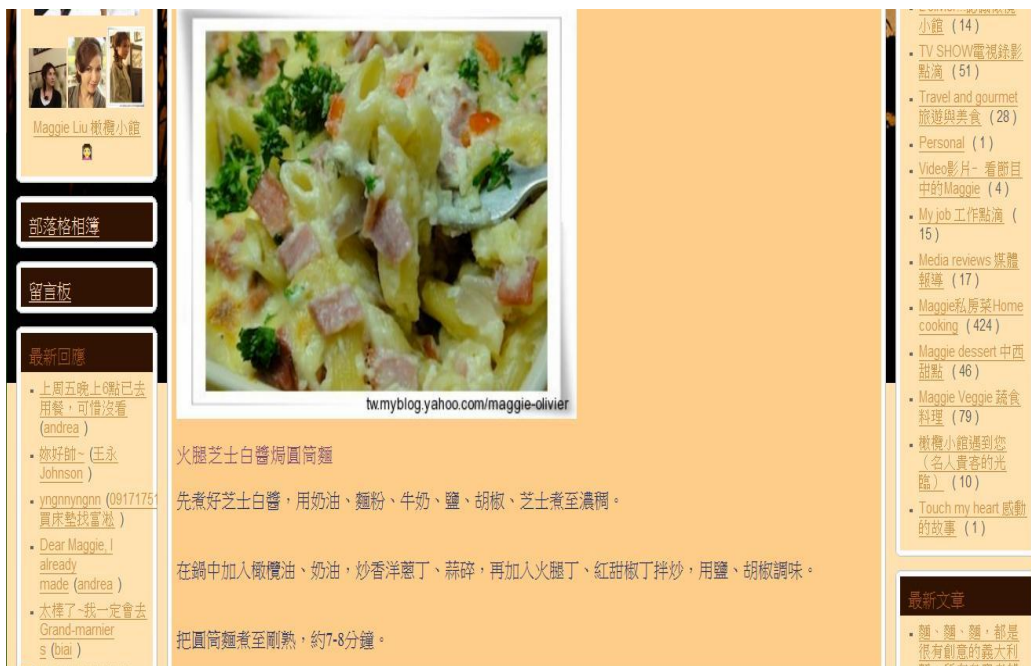 Maggie Liu 橄欖小館
部落格相簿
留言板
最新回應
上周五晚上6點已去
用餐，可惜沒看
(andrea )
妳好帥~ (王永
Johnson )
yngnnyngnn (09171751
買床墊找富淞 )
Dear Maggie, I
already
made (andrea )
太棒了~我一定會去
Grand-marnier
s (biai )
tw.myblog.yahoo.com/maggie-olivier
火腿芝士白醬焗圓筒麵
先煮好芝士白醬，用奶油、麵粉、牛奶、鹽、胡椒、芝士煮至濃稠。
在鍋中加入橄欖油、奶油，炒香洋蔥丁、蒜碎，再加入火腿丁、紅甜椒丁拌炒，用鹽、胡椒調味。
把圓筒麵煮至剛熟，約7-8分鐘。
小館 ( 14 )
TV SHOW電視錄影
點滴 ( 51 )
Travel and gourmet
旅遊與美食 ( 28 )
Personal ( 1 )
Video影片~ 看節目
中的Maggie ( 4 )
My job 工作點滴 (
15 )
Media reviews 媒體
報導 ( 17 )
Maggie私房菜Home
cooking ( 424 )
Maggie dessert 中西
甜點 ( 46 )
Maggie Veggie 蔬食
料理 ( 79 )
橄欖小館遇到您
（名人貴客的光
臨） ( 10 )
Touch my heart 感動
的故事 ( 1 )
最新文章
麵、麵、麵，都是
很有創意的義大利